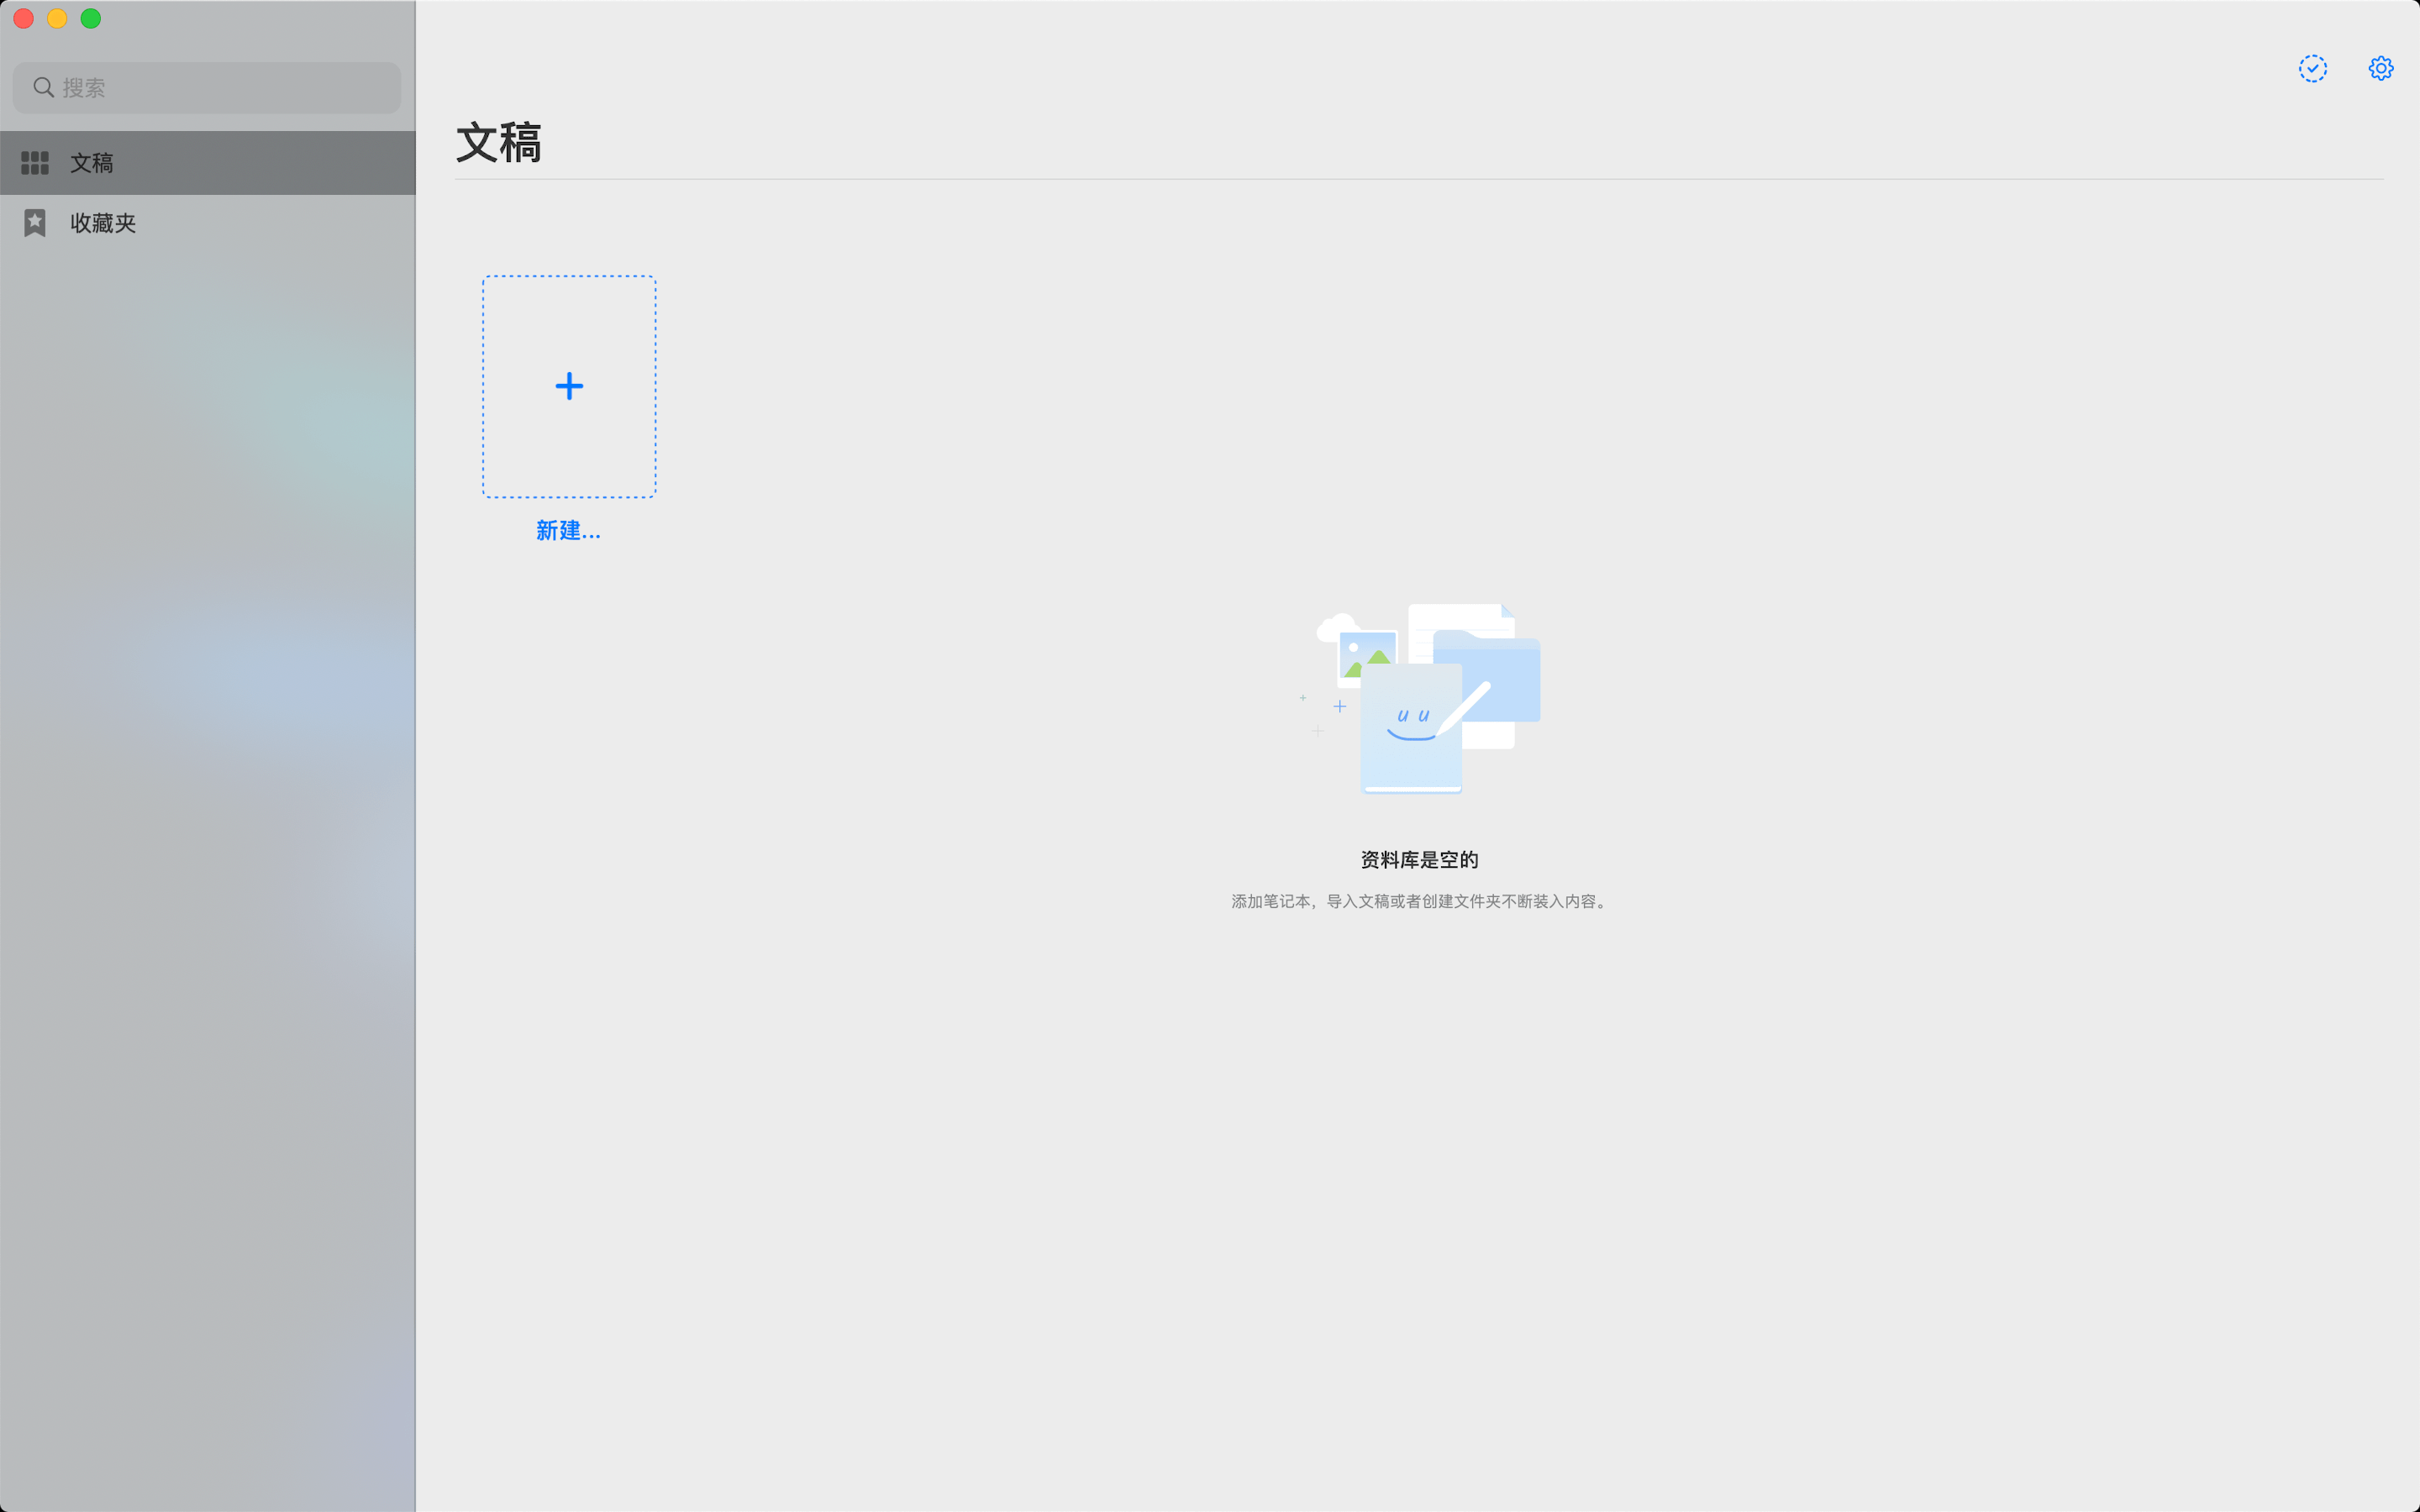 搜索
文稿
收藏夹
文稿
新建...
资料库是空的
添加笔记本，导入文稿或者创建文件夹不断装入内容。